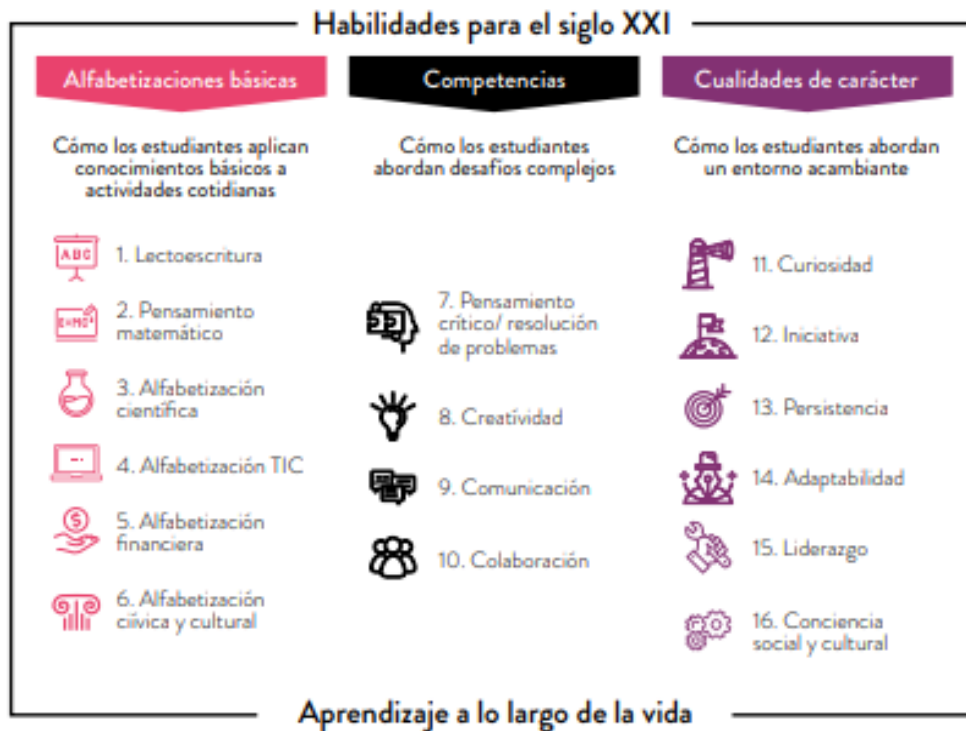 Habilidades para el siglo XXI
Alfabetizaciones básicas
Cómo los estudiantes aplican
conocimientos básicos a
actividades cotidianas
ABC
1. Lectoescritura
E=MC²
2. Pensamiento
matemático
3. Alfabetización
científica
4. Alfabetización TIC
$
5. Alfabetización
financiera
6. Alfabetización
ciívica y cultural
Competencias
Cómo los estudiantes
abordan desafíos complejos
7. Pensamiento
crítico/ resolución
de problemas
8. Creatívidad
9. Comunicación
10. Colaboración
Cualidades de carácter
Cómo los estudiantes abordan
un entorno acambiante
11. Curiosidad
12. Iniciativa
13. Persistencia
14. Adaptabilidad
15. Liderazgo
16. Conciencia
social y cultural
Aprendizaje a lo largo de la vida